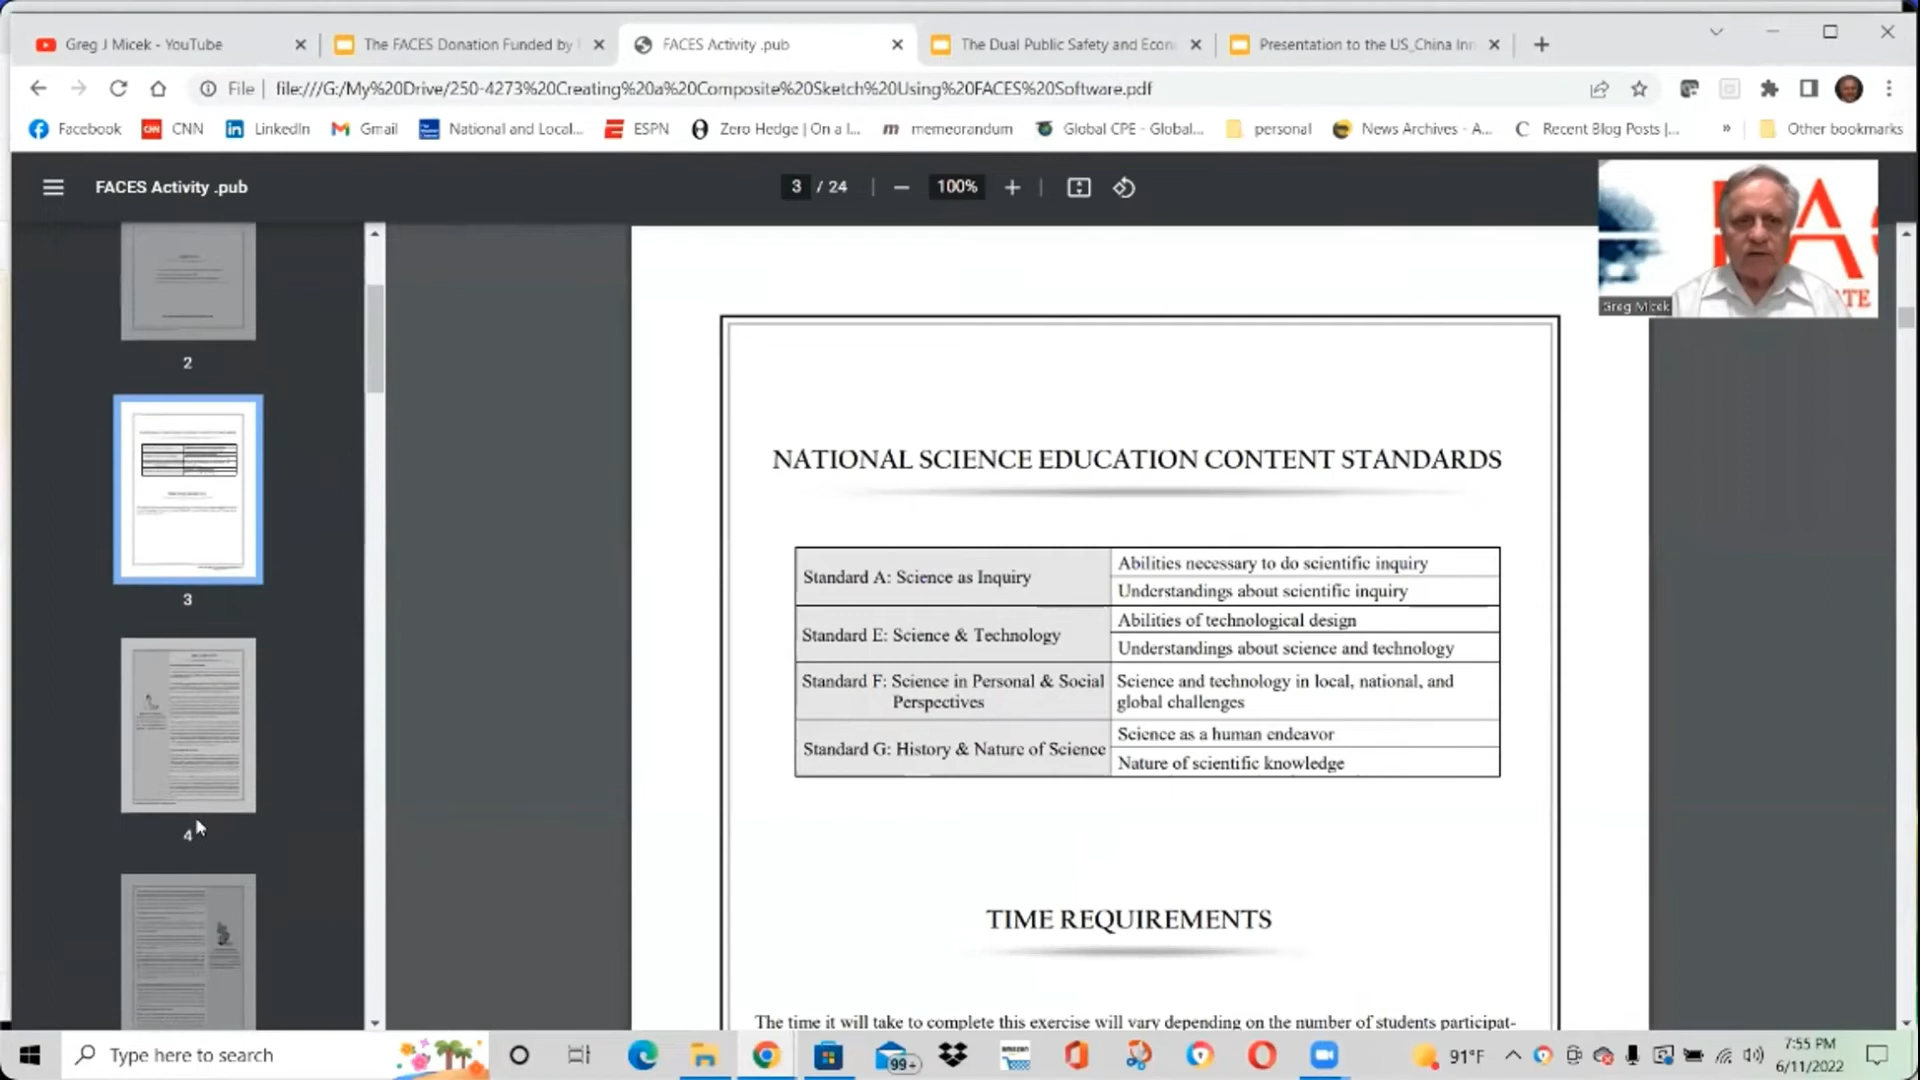 Greg J Micek - YouTube
The FACES Donation Funded by
FACES Activity .pub
The Dual Public Safety and Econ
Presentation to the US_China Inn
File
file:///G:/My%20Drive/250-4273%20Creating%20a%20Composite%20Sketch%20Using%20FACES%20Software.pdf
Facebook
CNN
LinkedIn
Gmail
National and Local...
ESPN
Zero Hedge | On a l...
memeorandum
Global CPE - Global...
personal
News Archives - A...
Recent Blog Posts |...
»
Other bookmarks
FACES Activity .pub
3 / 24
100%
Greg Micek
2
3
4
NATIONAL SCIENCE EDUCATION CONTENT STANDARDS
Standard A: Science as Inquiry
Abilities necessary to do scientific inquiry
Understandings about scientific inquiry
Standard E: Science & Technology
Abilities of technological design
Understandings about science and technology
Standard F: Science in Personal & Social
Perspectives
Science and technology in local, national, and
global challenges
Standard G: History & Nature of Science
Science as a human endeavor
Nature of scientific knowledge
TIME REQUIREMENTS
The time it will take to complete this exercise will vary depending on the number of students participat-
Type here to search
99+
amazon
91°F
7:55 PM
6/11/2022